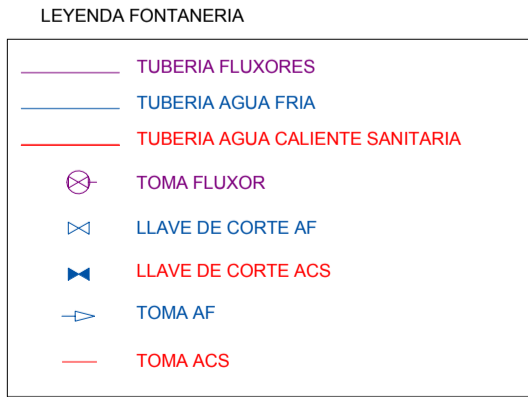 LEYENDA FONTANERIA
TUBERIA FLUXORES
TUBERIA AGUA FRIA
TUBERIA AGUA CALIENTE SANITARIA
TOMA FLUXOR
LLAVE DE CORTE AF
LLAVE DE CORTE ACS
TOMA AF
TOMA ACS